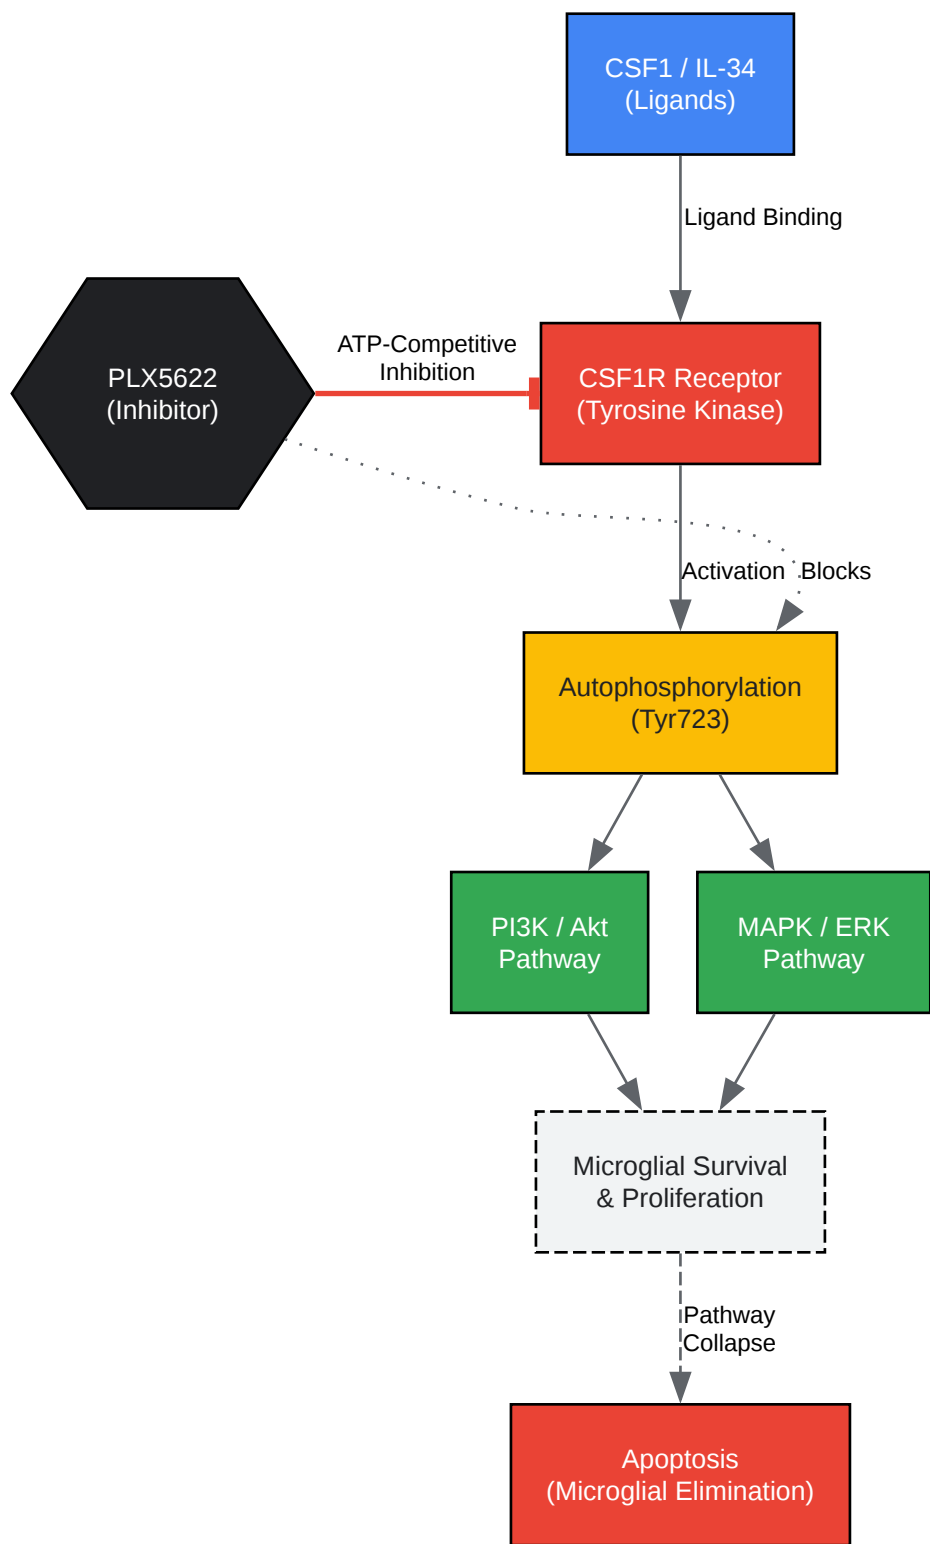 CSF1 / IL-34
(Ligands)
Ligand Binding
ATP-Competitive
Inhibition
PLX5622
(Inhibitor)
CSF1R Receptor
(Tyrosine Kinase)
Activation
Blocks
Autophosphorylation
(Tyr723)
PI3K / Akt
Pathway
MAPK / ERK
Pathway
Microglial Survival
& Proliferation
Pathway
Collapse
Apoptosis
(Microglial Elimination)